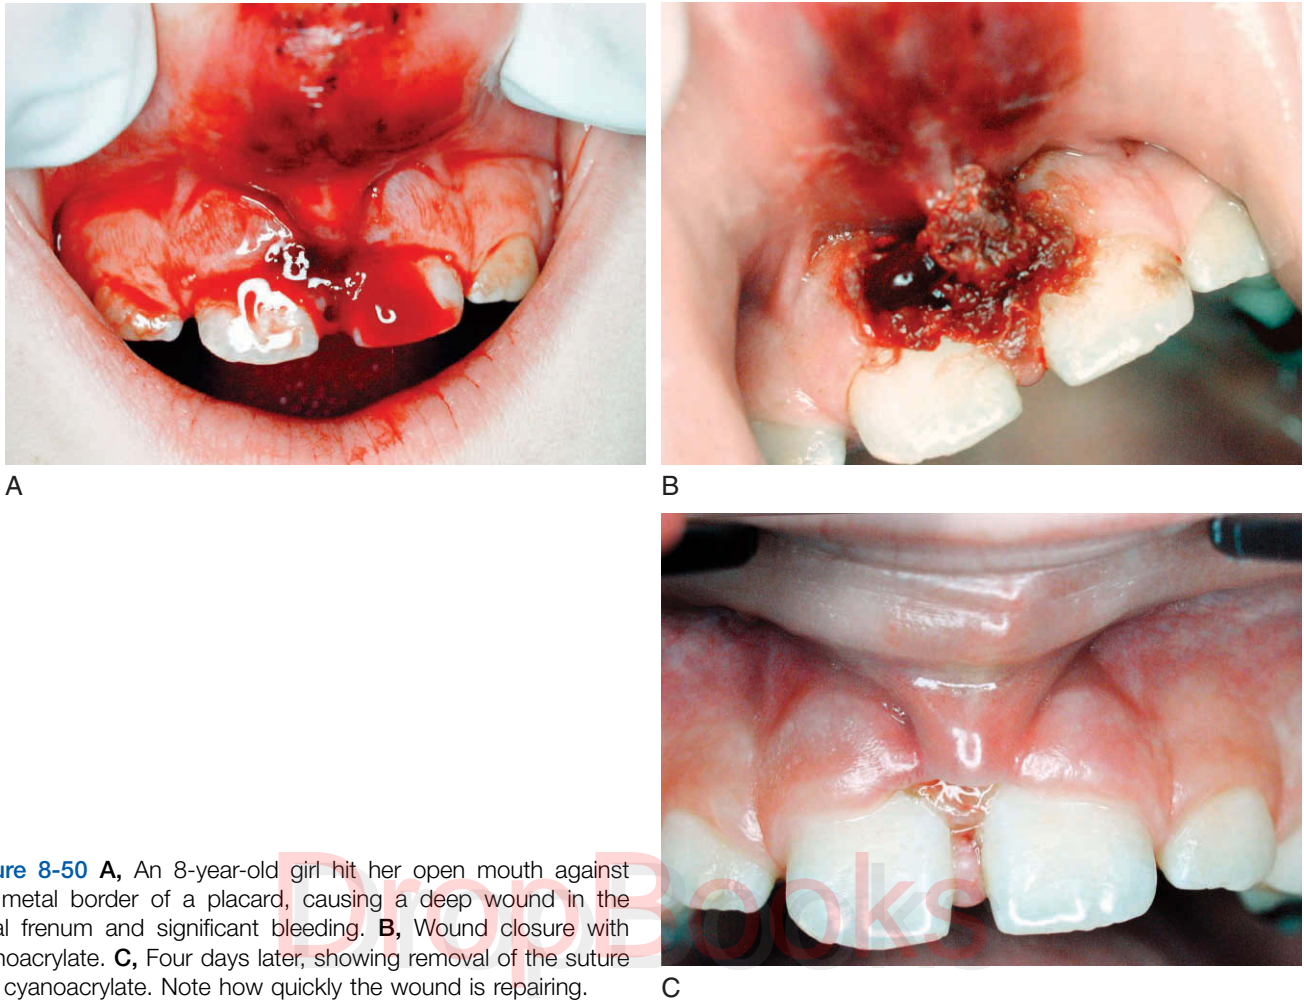 A
B
ure 8-50 A, An 8-year-old girl hit her open mouth against
metal border of a placard, causing a deep wound in the
al frenum and significant bleeding. B, Wound closure with
noacrylate. C, Four days later, showing removal of the suture
cyanoacrylate. Note how quickly the wound is repairing.
C
DropBooks